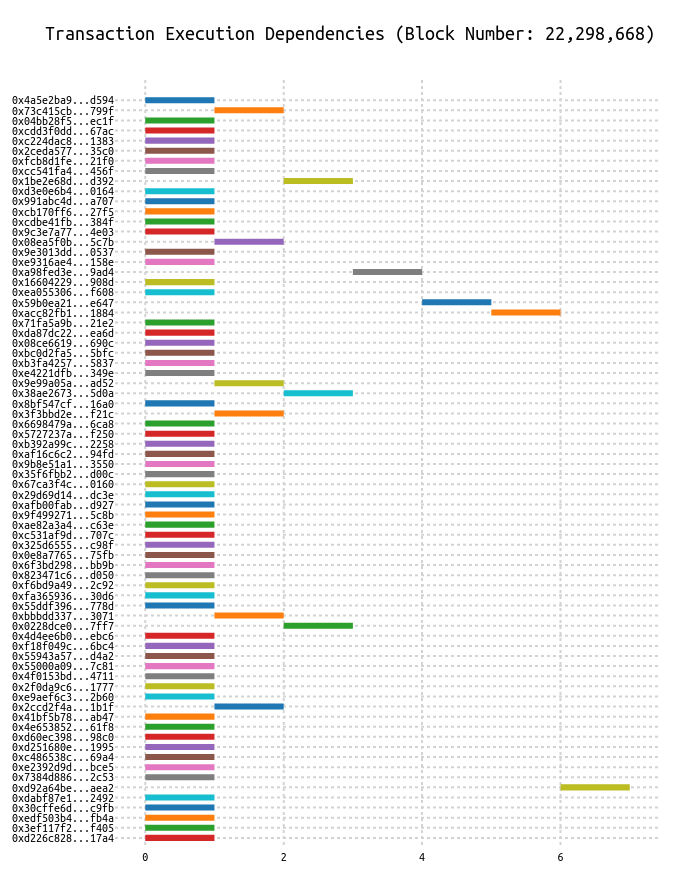 Transaction Execution Dependencies (Block Number: 22,298,668)
0x4a5e2ba9...d594
0x73c415cb...799f
0x04bb28f5...ec1f
0xcdd3f0dd...67ac
0xc224dac8...1383
0x2ceda577...35c0
0xfcb8d1fe...21f0
0xcc541fa4...456f
0x1be2e68d...d392
0xd3e0e6b4...0164
0x991abc4d...a707
0xcb170ff6...27f5
0xcdbe41fb...384f
0x9c3e7a77...4e03
0x08ea5f0b...5c7b
0x9e3013dd...0537
0xe9316ae4...158e
0xa98fed3e...9ad4
0x16604229...908d
0xea055306...f608
0x59b0ea21...e647
0xacc82fb1...1884
0x71fa5a9b...21e2
0xda87dc22...ea6d
0x08ce6619...690c
0xbc0d2fa5...5bfc
0xb3fa4257...5837
0xe4221dfb...349e
0x9e99a05a...ad52
0x38ae2673...5d0a
0x8bf547cf...16a0
0x3f3bbd2e...f21c
0x6698479a...6ca8
0x5727237a...f250
0xb392a99c...2258
0xaf16c6c2...94fd
0x9b8e51a1...3550
0x35f6fbb2...d00c
0x67ca3f4c...0160
0x29d69d14...dc3e
0xafb00fab...d927
0x9f499271...5c8b
0xae82a3a4...c63e
0xc531af9d...707c
0x325d6555...c98f
0x0e8a7765...75fb
0x6f3bd298...bb9b
0x823471c6...d050
0xf6bd9a49...2c92
0xfa365936...30d6
0x55ddf396...778d
0xbbbdd337...3071
0x0228dce0...7ff7
0x4d4ee6b0...ebc6
0xf18f049c...6bc4
0x55943a57...d4a2
0x55000a09...7c81
0x4f0153bd...4711
0x2f0da9c6...1777
0xe9aef6c3...2b60
0x2ccd2f4a...1b1f
0x41bf5b78...ab47
0x4e653852...61f8
0xd60ec398...98c0
0xd251680e...1995
0xc486538c...69a4
0xe2392d9d...bce5
0x7384d886...2c53
0xd92a64be...aea2
0xdabf87e1...2492
0x30cffe6d...c9fb
0xedf503b4...fb4a
0x3ef117f2...f405
0xd226c828...17a4
0 2 4 6